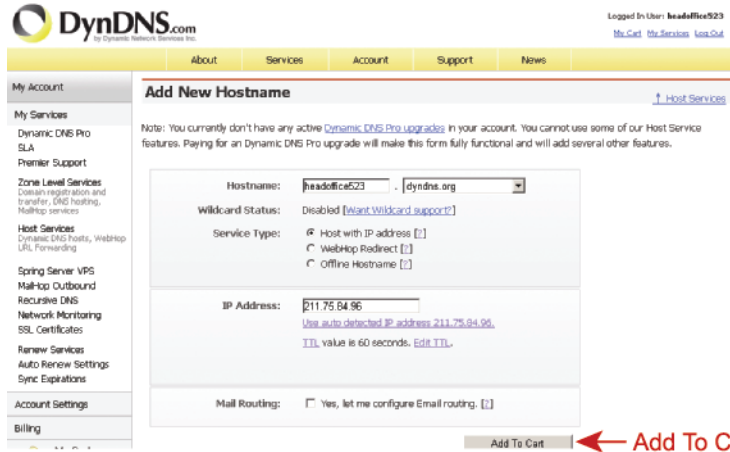 DynDNS.com
by Dynamic Network Services Inc.
Logged In User: headoffice523
My Cart My Services Log Out
About Services Account Support News
My Account
My Services
Dynamic DNS Pro
SLA
Premier Support
Zone Level Services
Domain registration and
transfer, DNS hosting,
MailHop services
Host Services
Dynamic DNS hosts, WebHop
URL Forwarding
Spring Server VPS
MailHop Outbound
Recursive DNS
Network Monitoring
SSL Certificates
Renew Services
Auto Renew Settings
Sync Expirations
Account Settings
Billing
Add New Hostname
↑ Host Services
Note: You currently don't have any active Dynamic DNS Pro upgrades in your account. You cannot use some of our Host Service
features. Paying for an Dynamic DNS Pro upgrade will make this form fully functional and will add several other features.
Hostname: headoffice523 . dyndns.org
Wildcard Status: Disabled [Want Wildcard support?]
Service Type: Host with IP address [?]
WebHop Redirect [?]
Offline Hostname [?]
IP Address: 211.75.84.96
Use auto detected IP address 211.75.84.96.
TTL value is 60 seconds. Edit TTL.
Mail Routing: Yes, let me configure Email routing. [?]
Add To Cart
Add To C